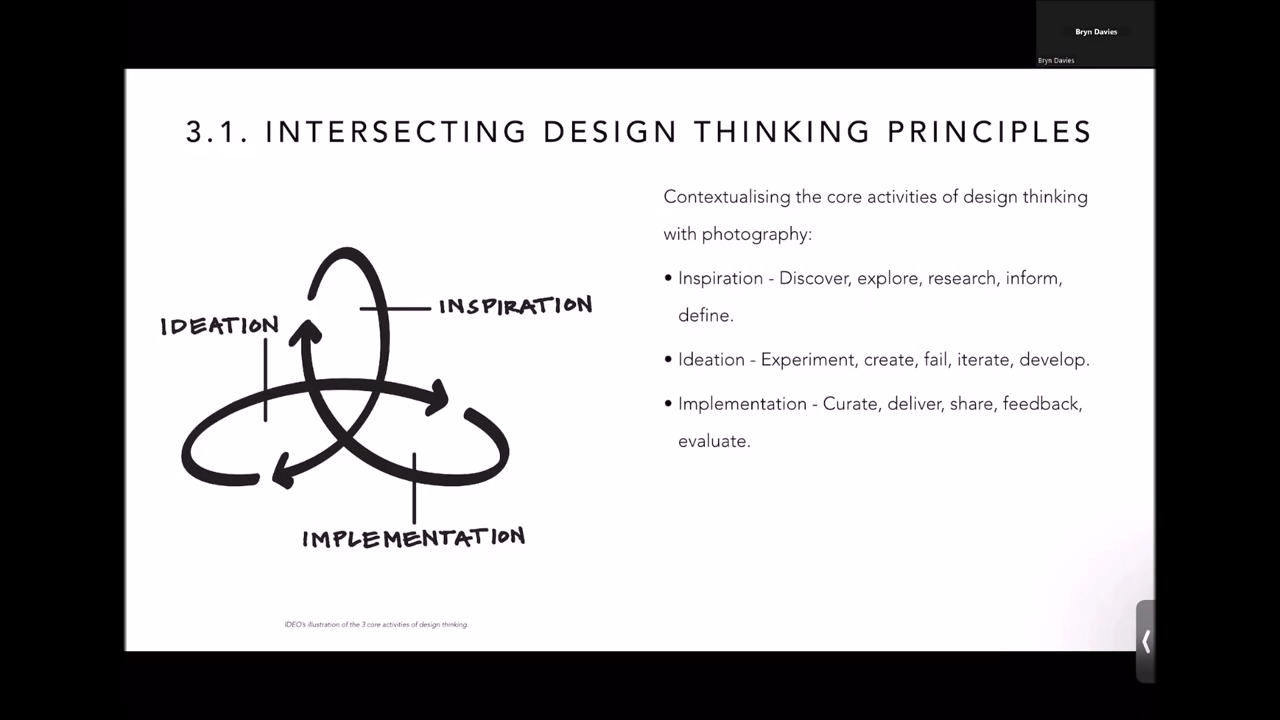 Bryn Davies
Bryn Davies
3.1. INTERSECTING DESIGN THINKING PRINCIPLES
Contextualising the core activities of design thinking
with photography:
• Inspiration - Discover, explore, research, inform,
define.
• Ideation - Experiment, create, fail, iterate, develop.
• Implementation - Curate, deliver, share, feedback,
evaluate.
INSPIRATION
IDEATION
IMPLEMENTATION
IDEO's illustration of the 3 core activities of design thinking.